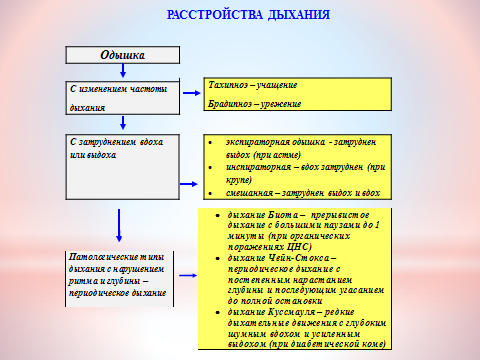 РАССТРОЙСТВА ДЫХАНИЯ
Одышка
С изменением частоты
дыхания
Тахипноэ – учащение
Брадипноэ – урежение
С затруднением вдоха
или выдоха
• экспираторная одышка - затруднен
выдох (при астме)
• инспираторная – вдох затруднен (при
крупе)
• смешанная – затруднен выдох и вдох
Патологические типы
дыхания с нарушением
ритма и глубины –
периодическое дыхание
• дыхание Биота – прерывистое
дыхание с большими паузами до 1
минуты (при органических
поражениях ЦНС)
• дыхание Чейн-Стокса –
периодическое дыхание с
постепенным нарастанием
глубины и последующим угасанием
до полной остановки
• дыхание Куссмауля – редкие
дыхательные движения с глубоким
шумным вдохом и усиленным
выдохом (при диабетической коме)